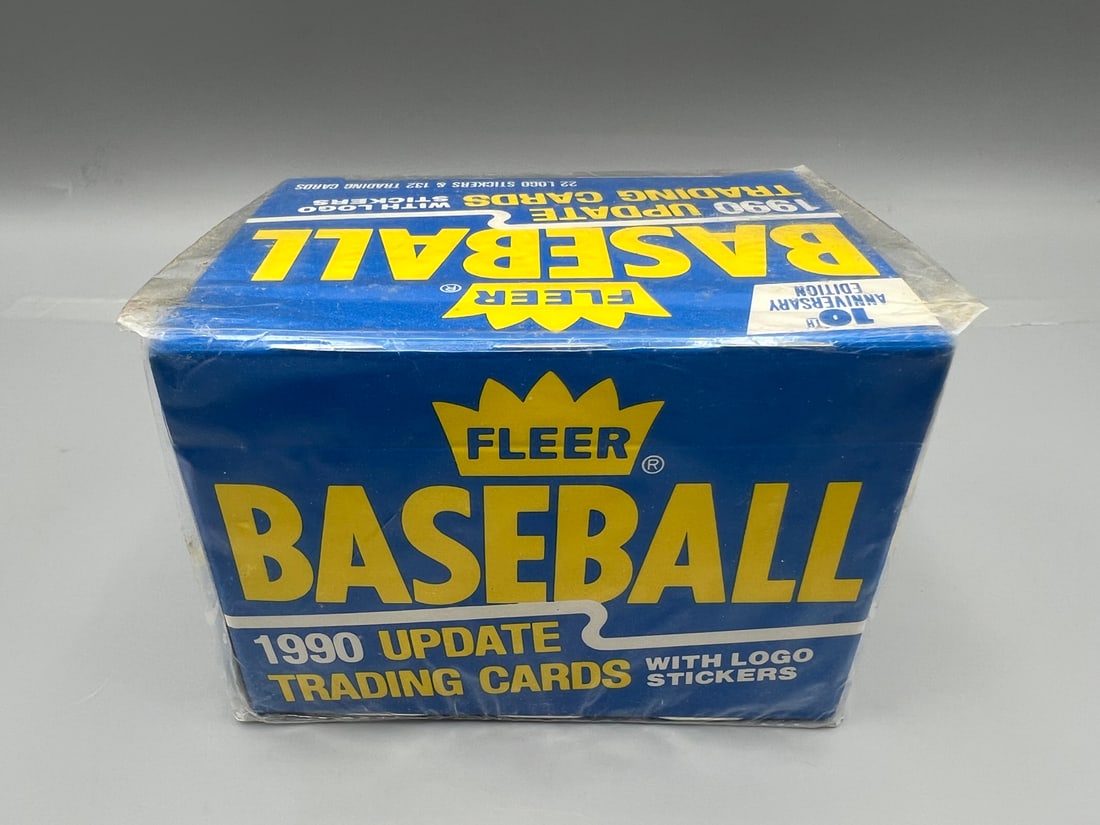 22 LOGO STICKERS & 132 TRADING CARDS
1990 UPDATE
TRADING CARDS
WITH LOGO
STICKERS
BASEBALL
FLEER®
10TH
ANNIVERSARY
EDITION
FLEER®
BASEBALL
1990 UPDATE
TRADING CARDS
WITH LOGO
STICKERS